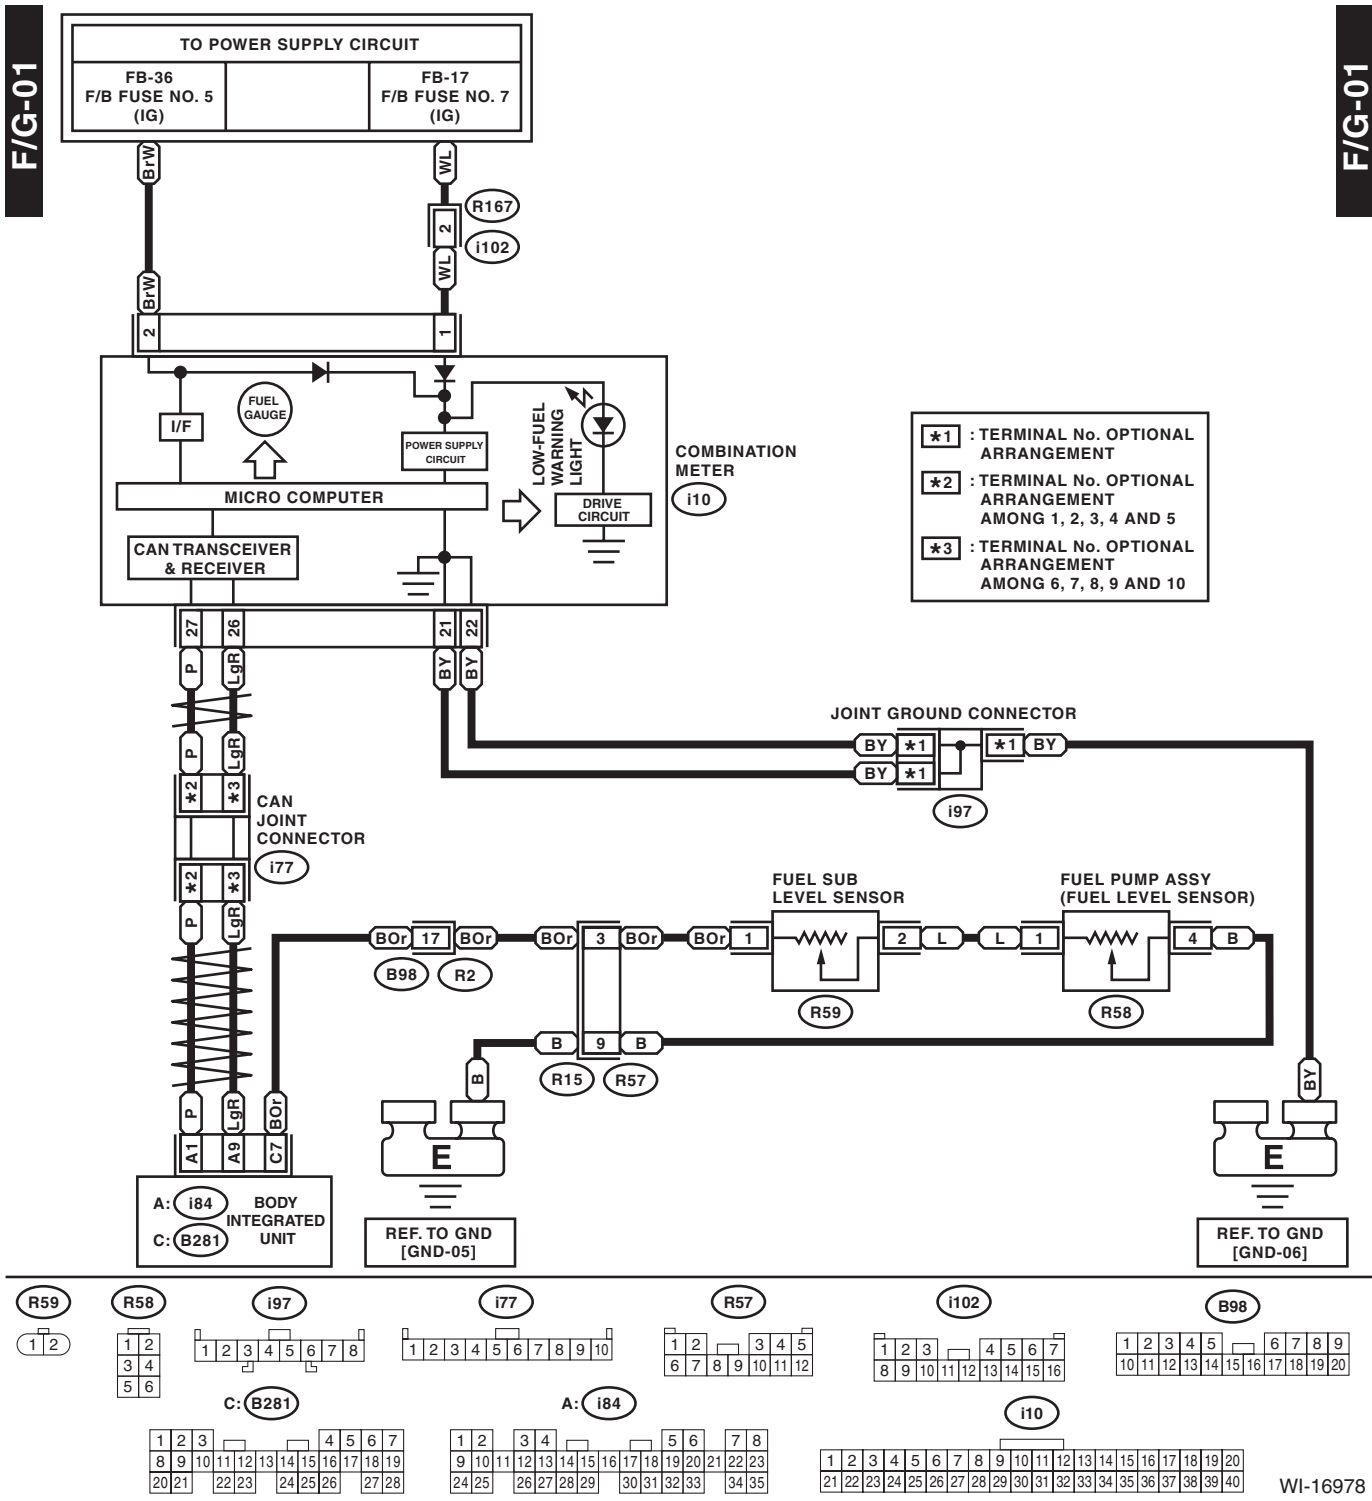 F/G-01
F/G-01
TO POWER SUPPLY CIRCUIT
FB-36
F/B FUSE NO. 5
(IG)
FB-17
F/B FUSE NO. 7
(IG)
BrW
WL
R167
2
i102
BrW
WL
2
1
FUEL
GAUGE
I/F
POWER SUPPLY
CIRCUIT
LOW-FUEL
WARNING
LIGHT
MICRO COMPUTER
DRIVE
CIRCUIT
CAN TRANSCEIVER
& RECEIVER
COMBINATION
METER
i10
*1 : TERMINAL No. OPTIONAL
ARRANGEMENT
*2 : TERMINAL No. OPTIONAL
ARRANGEMENT
AMONG 1, 2, 3, 4 AND 5
*3 : TERMINAL No. OPTIONAL
ARRANGEMENT
AMONG 6, 7, 8, 9 AND 10
27 26 21 22
P LgR BY BY
JOINT GROUND CONNECTOR
BY *1 *1 BY
BY *1
i97
P LgR
*2 *3
CAN
JOINT
CONNECTOR
i77
*2 *3
P LgR
FUEL SUB
LEVEL SENSOR
FUEL PUMP ASSY
(FUEL LEVEL SENSOR)
BOr 17 BOr BOr 3 BOr BOr 1 2 L L 1 4 B
B98 R2
R59
R58
B 9 B
R15 R57
B
BY
P LgR BOr
A1 A9 C7
E
E
A: i84
C: B281
BODY
INTEGRATED
UNIT
REF. TO GND
[GND-05]
REF. TO GND
[GND-06]
R59
1 2
R58
1 2
3 4
5 6
i97
1 2 3 4 5 6 7 8
i77
1 2 3 4 5 6 7 8 9 10
R57
1 2 3 4 5
6 7 8 9 10 11 12
i102
1 2 3 4 5 6 7
8 9 10 11 12 13 14 15 16
B98
1 2 3 4 5 6 7 8 9
10 11 12 13 14 15 16 17 18 19 20
C: B281
1 2 3 4 5 6 7
8 9 10 11 12 13 14 15 16 17 18 19
20 21 22 23 24 25 26 27 28
A: i84
1 2 3 4 5 6 7 8
9 10 11 12 13 14 15 16 17 18 19 20 21 22 23
24 25 26 27 28 29 30 31 32 33 34 35
i10
1 2 3 4 5 6 7 8 9 10 11 12 13 14 15 16 17 18 19 20
21 22 23 24 25 26 27 28 29 30 31 32 33 34 35 36 37 38 39 40
WI-16978